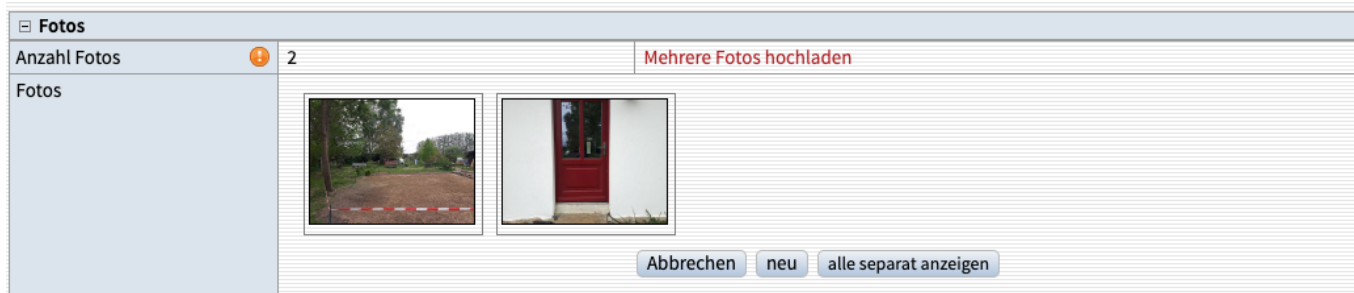 Fotos
Anzahl Fotos 2 Mehrere Fotos hochladen
Fotos
Abbrechen neu alle separat anzeigen